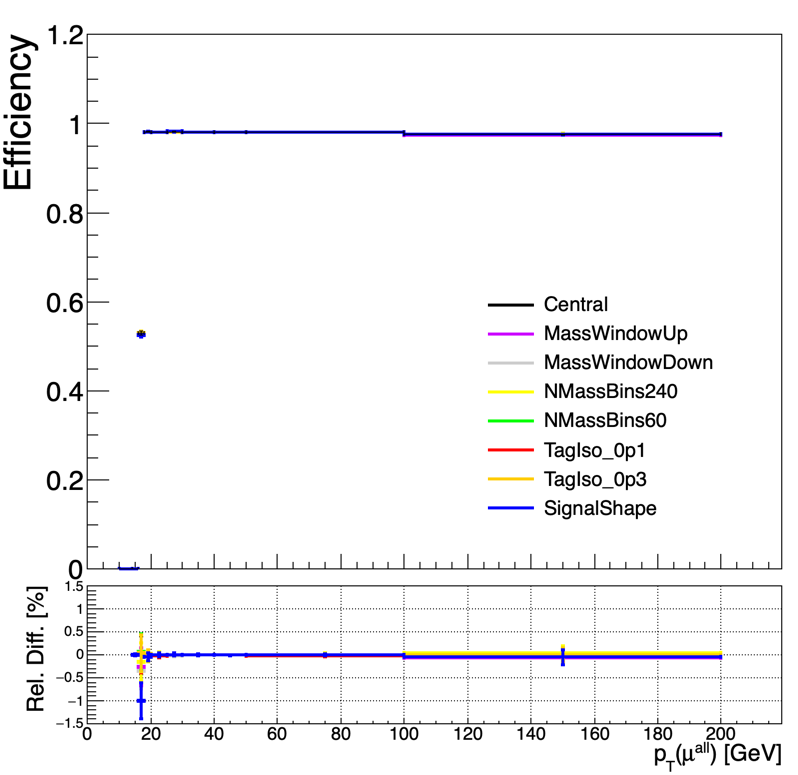 Efficiency
1.2
1
0.8
0.6
0.4
0.2
0
Central
MassWindowUp
MassWindowDown
NMassBins240
NMassBins60
TagIso_0p1
TagIso_0p3
SignalShape
Rel. Diff. [%]
1.5
1
0.5
0
−0.5
−1
−1.5
0 20 40 60 80 100 120 140 160 180 200
p_T(μ^all) [GeV]